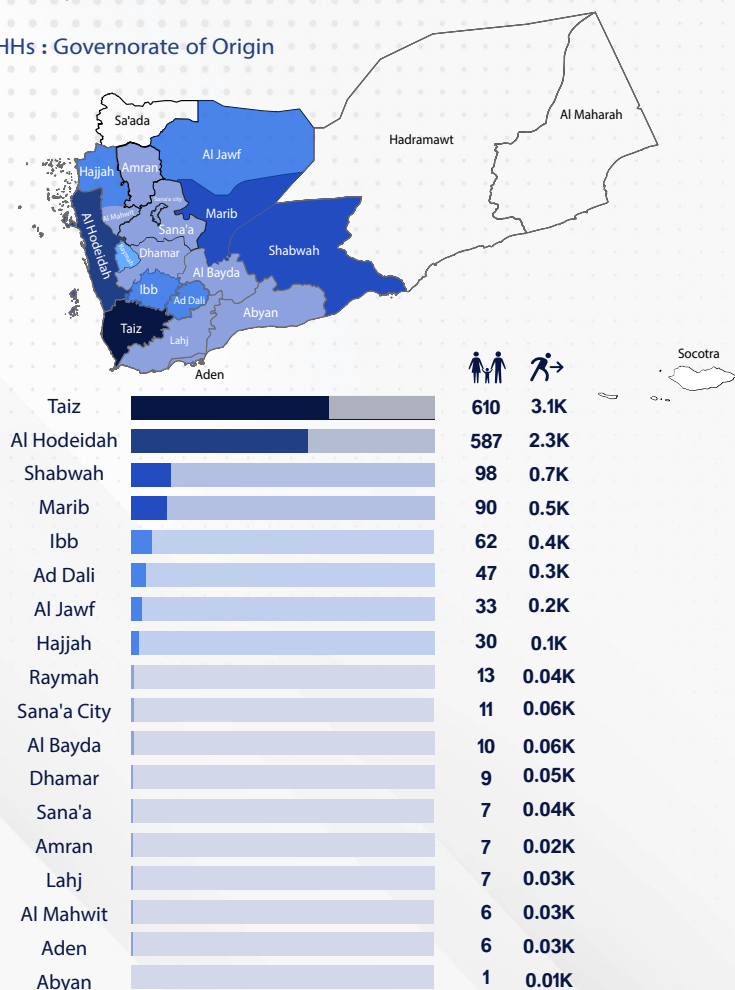 HHs : Governorate of Origin
Sa'ada
Al Maharah
Hadramawt
Al Jawf
Amran
Hajjah
Sana'a city
Al Mahwit
Marib
Al Hodeidah
Sana'a
Shabwah
Raymah
Dhamar
Al Bayda
Ibb
Ad Dali
Abyan
Taiz
Lahj
Aden
Socotra
Taiz 610 3.1K
Al Hodeidah 587 2.3K
Shabwah 98 0.7K
Marib 90 0.5K
Ibb 62 0.4K
Ad Dali 47 0.3K
Al Jawf 33 0.2K
Hajjah 30 0.1K
Raymah 13 0.04K
Sana'a City 11 0.06K
Al Bayda 10 0.06K
Dhamar 9 0.05K
Sana'a 7 0.04K
Amran 7 0.02K
Lahj 7 0.03K
Al Mahwit 6 0.03K
Aden 6 0.03K
Abyan 1 0.01K